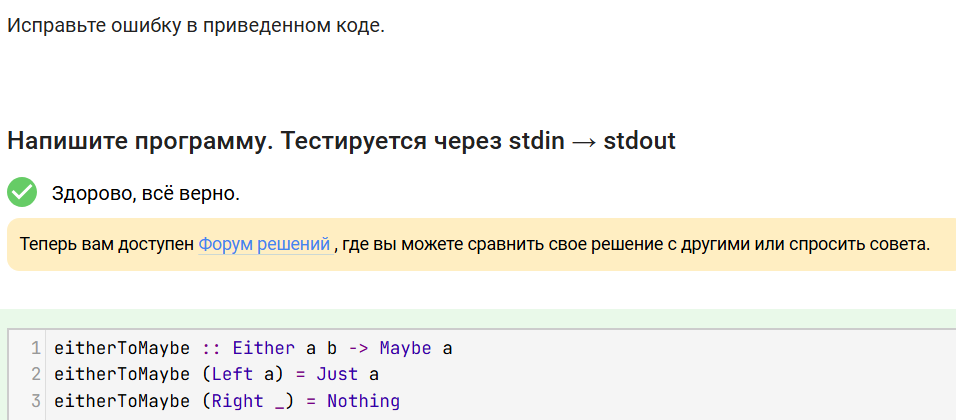 Исправьте ошибку в приведенном коде.
Напишите программу. Тестируется через stdin → stdout
Здорово, всё верно.
Теперь вам доступен Форум решений , где вы можете сравнить свое решение с другими или спросить совета.
1 eitherToMaybe :: Either a b -> Maybe a
2 eitherToMaybe (Left a) = Just a
3 eitherToMaybe (Right _) = Nothing